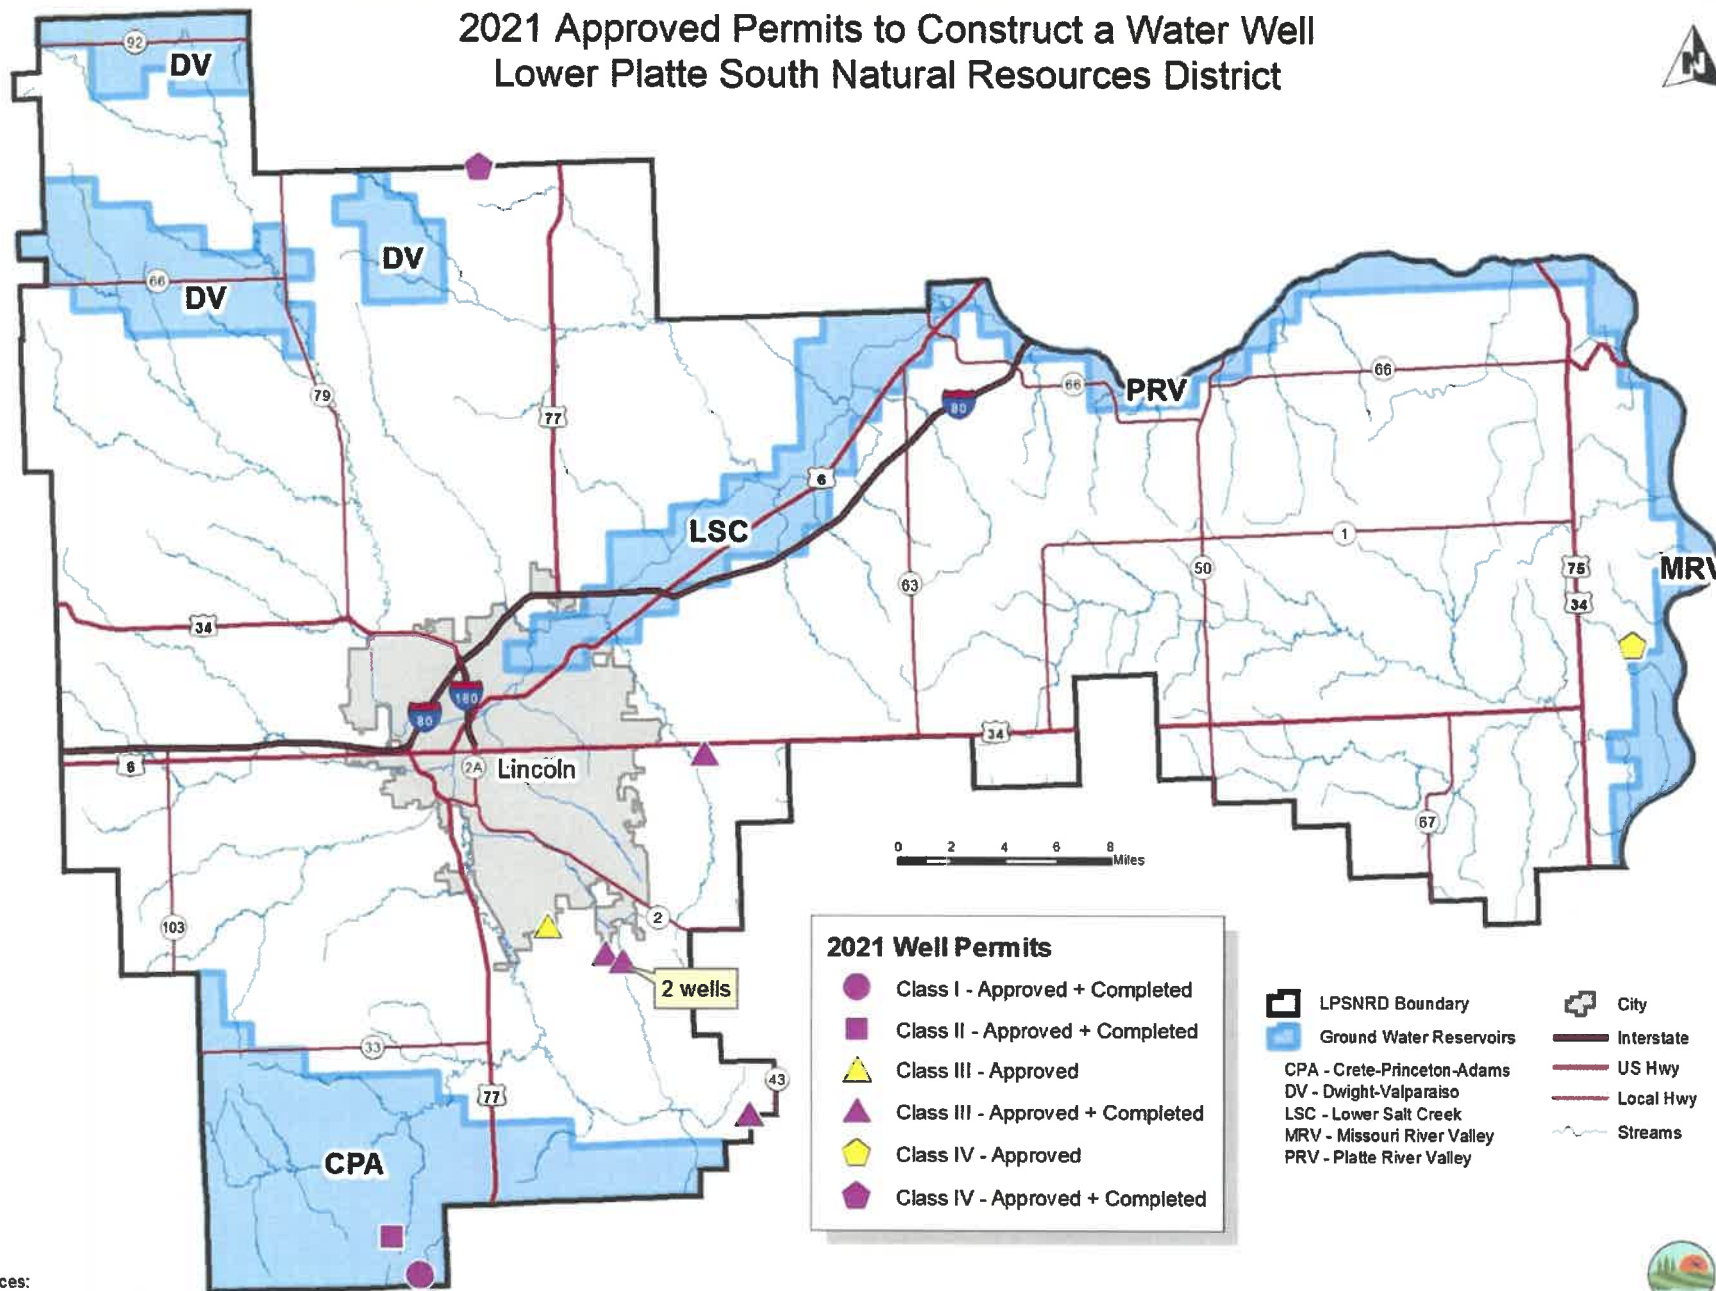 2021 Approved Permits to Construct a Water Well
Lower Platte South Natural Resources District
N
92
DV
DV
66
DV
79
77
PRV
66
66
80
6
LSC
63
50
1
75
34
MRV
34
180
80
6
2A
Lincoln
34
67
0 2 4 6 8
Miles
103
2
2 wells
33
77
43
CPA
2021 Well Permits
Class I - Approved + Completed
Class II - Approved + Completed
Class III - Approved
Class III - Approved + Completed
Class IV - Approved
Class IV - Approved + Completed
LPSNRD Boundary
Ground Water Reservoirs
CPA - Crete-Princeton-Adams
DV - Dwight-Valparaiso
LSC - Lower Salt Creek
MRV - Missouri River Valley
PRV - Platte River Valley
City
Interstate
US Hwy
Local Hwy
Streams
ces: